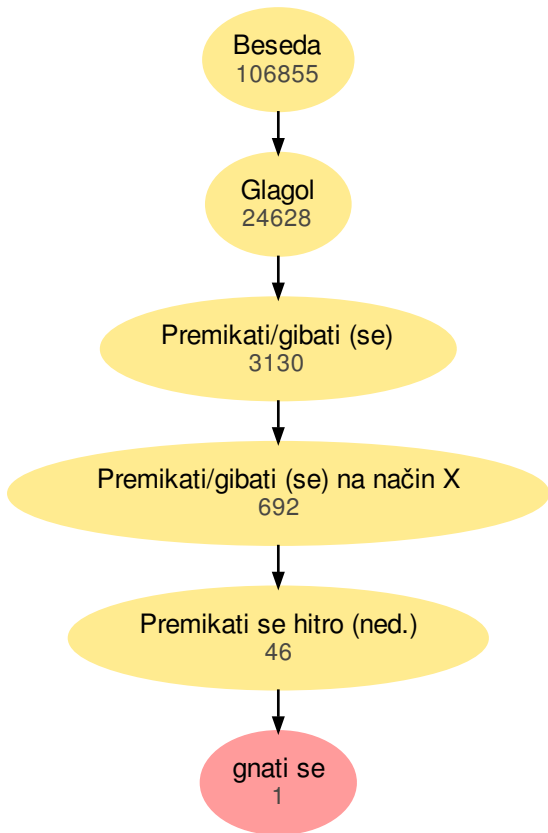 Beseda
106855
Glagol
24628
Premikati/gibati (se)
3130
Premikati/gibati (se) na način X
692
Premikati se hitro (ned.)
46
gnati se
1